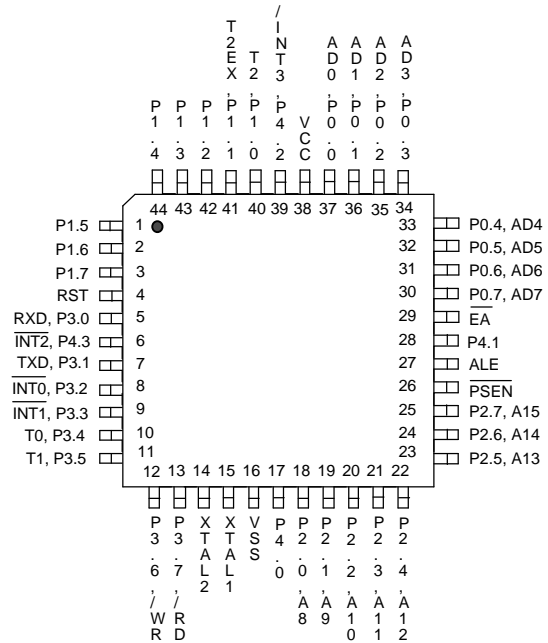 T2EX,P1.1
T2,P1.0
/INT3,P4.2
AD0,P0.0
AD1,P0.1
AD2,P0.2
AD3,P0.3
P1.4
P1.3
P1.2
VCC
44 43 42 41 40 39 38 37 36 35 34
P1.5 1
P1.6 2
P1.7 3
RST 4
RXD, P3.0 5
INT2, P4.3 6
TXD, P3.1 7
INT0, P3.2 8
INT1, P3.3 9
T0, P3.4 10
T1, P3.5 11
33 P0.4, AD4
32 P0.5, AD5
31 P0.6, AD6
30 P0.7, AD7
29 EA
28 P4.1
27 ALE
26 PSEN
25 P2.7, A15
24 P2.6, A14
23 P2.5, A13
12 13 14 15 16 17 18 19 20 21 22
P3.6,/WR
P3.7,/RD
XTAL2
XTAL1
VSS
P4.0
P2.0,A8
P2.1,A9
P2.2,A10
P2.3,A11
P2.4,A12